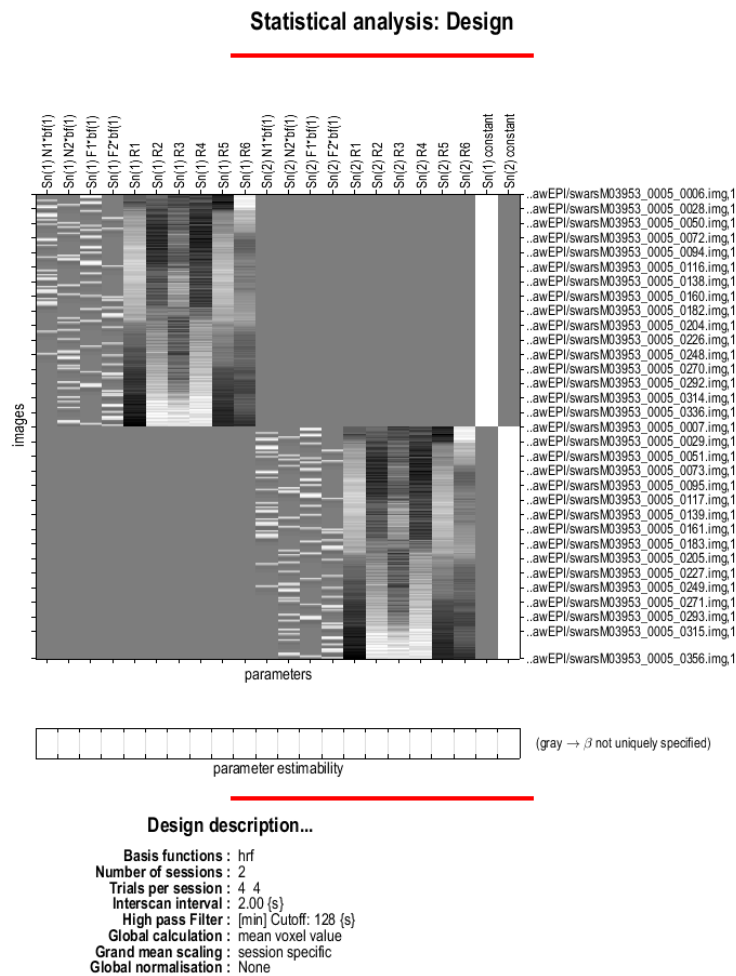 Statistical analysis: Design
Sn(1) N1*bf(1)
Sn(1) N2*bf(1)
Sn(1) F1*bf(1)
Sn(1) F2*bf(1)
Sn(1) R1
Sn(1) R2
Sn(1) R3
Sn(1) R4
Sn(1) R5
Sn(1) R6
Sn(2) N1*bf(1)
Sn(2) N2*bf(1)
Sn(2) F1*bf(1)
Sn(2) F2*bf(1)
Sn(2) R1
Sn(2) R2
Sn(2) R3
Sn(2) R4
Sn(2) R5
Sn(2) R6
Sn(1) constant
Sn(2) constant
..awEPI/swarsM03953_0005_0006.img,1
..awEPI/swarsM03953_0005_0028.img,1
..awEPI/swarsM03953_0005_0050.img,1
..awEPI/swarsM03953_0005_0072.img,1
..awEPI/swarsM03953_0005_0094.img,1
..awEPI/swarsM03953_0005_0116.img,1
..awEPI/swarsM03953_0005_0138.img,1
..awEPI/swarsM03953_0005_0160.img,1
..awEPI/swarsM03953_0005_0182.img,1
..awEPI/swarsM03953_0005_0204.img,1
..awEPI/swarsM03953_0005_0226.img,1
..awEPI/swarsM03953_0005_0248.img,1
..awEPI/swarsM03953_0005_0270.img,1
..awEPI/swarsM03953_0005_0292.img,1
..awEPI/swarsM03953_0005_0314.img,1
..awEPI/swarsM03953_0005_0336.img,1
..awEPI/swarsM03953_0005_0007.img,1
..awEPI/swarsM03953_0005_0029.img,1
..awEPI/swarsM03953_0005_0051.img,1
..awEPI/swarsM03953_0005_0073.img,1
..awEPI/swarsM03953_0005_0095.img,1
..awEPI/swarsM03953_0005_0117.img,1
..awEPI/swarsM03953_0005_0139.img,1
..awEPI/swarsM03953_0005_0161.img,1
..awEPI/swarsM03953_0005_0183.img,1
..awEPI/swarsM03953_0005_0205.img,1
..awEPI/swarsM03953_0005_0227.img,1
..awEPI/swarsM03953_0005_0249.img,1
..awEPI/swarsM03953_0005_0271.img,1
..awEPI/swarsM03953_0005_0293.img,1
..awEPI/swarsM03953_0005_0315.img,1
..awEPI/swarsM03953_0005_0356.img,1
images
parameters
(gray → β not uniquely specified)
parameter estimability
Design description...
Basis functions : hrf
Number of sessions : 2
Trials per session : 4 4
Interscan interval : 2.00 {s}
High pass Filter : [min] Cutoff: 128 {s}
Global calculation : mean voxel value
Grand mean scaling : session specific
Global normalisation : None